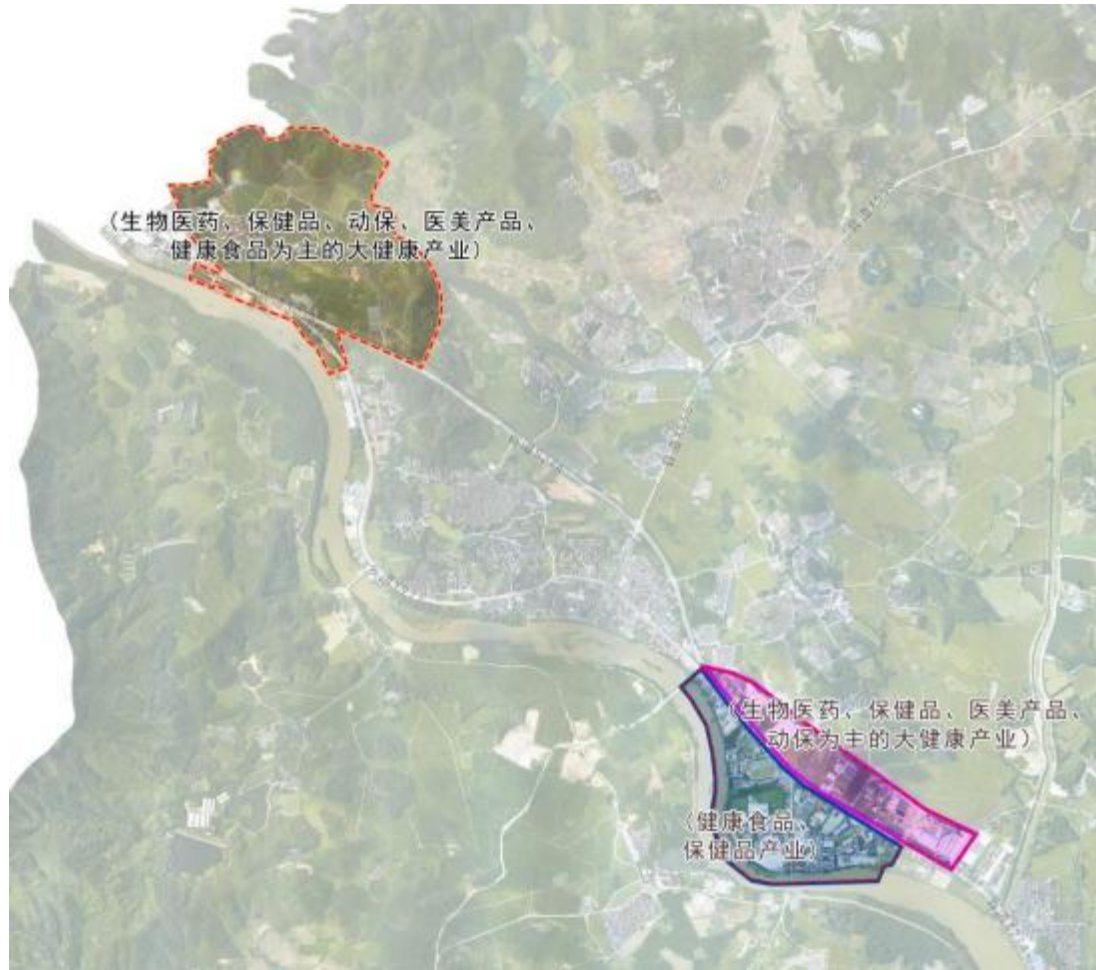 (生物医药、保健品、动保、医美产品、
健康食品为主的大健康产业)
(生物医药、保健品、医美产品、
动保为主的大健康产业)
(健康食品、
保健品产业)